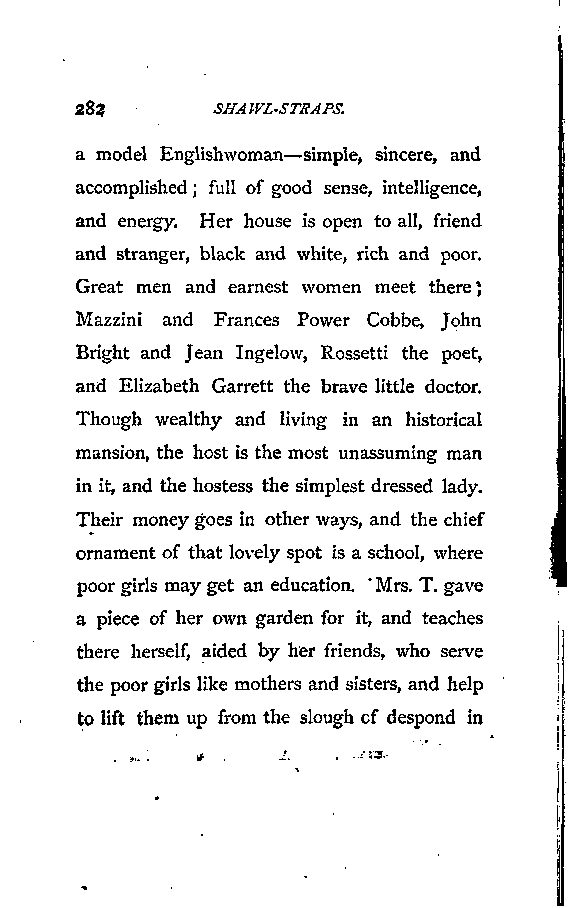 282 SHAWL-STRAPS.
a model Englishwoman—simple, sincere, and
accomplished; full of good sense, intelligence,
and energy. Her house is open to all, friend
and stranger, black and white, rich and poor.
Great men and earnest women meet there;
Mazzini and Frances Power Cobbe, John
Bright and Jean Ingelow, Rossetti the poet,
and Elizabeth Garrett the brave little doctor.
Though wealthy and living in an historical
mansion, the host is the most unassuming man
in it, and the hostess the simplest dressed lady.
Their money goes in other ways, and the chief
ornament of that lovely spot is a school, where
poor girls may get an education. Mrs. T. gave
a piece of her own garden for it, and teaches
there herself, aided by her friends, who serve
the poor girls like mothers and sisters, and help
to lift them up from the slough cf despond in